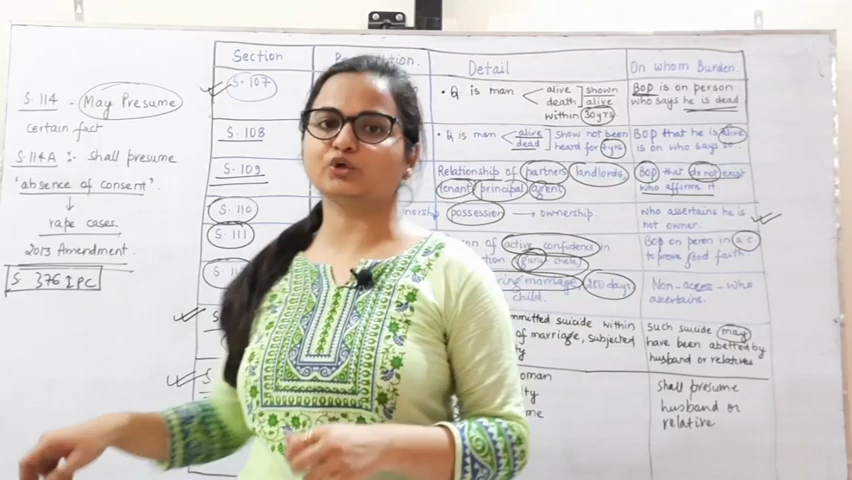 S. 114 - May Presume
certain fact
S. 114A :- Shall presume
'absence of consent'.
↓
rape cases.
2013 Amendment.
S. 376 IPC
Section
Detail
On whom Burden.
S. 107
• Q is man
alive
death
within 30 yrs
shown
alive
BOP is on person
who says he is dead
S. 108
• Q is man
alive
dead
show not been
heard for 7 yrs
BOP that he is alive
is on who says so
S. 109
Relationship of partners landlords
tenant principal agent
BOP that do not exist
who affirms it
S. 110
possession → ownership.
who asserts he is
not owner.
S. 111
of active confidence in
guru chela
BOP on person in a.c
to prove good faith.
marriage, 280 days
child.
Non-access - who
ascertains.
committed suicide within
of marriage, subjected
such suicide may
have been abetted by
husband or relatives
shall presume
husband or
relative